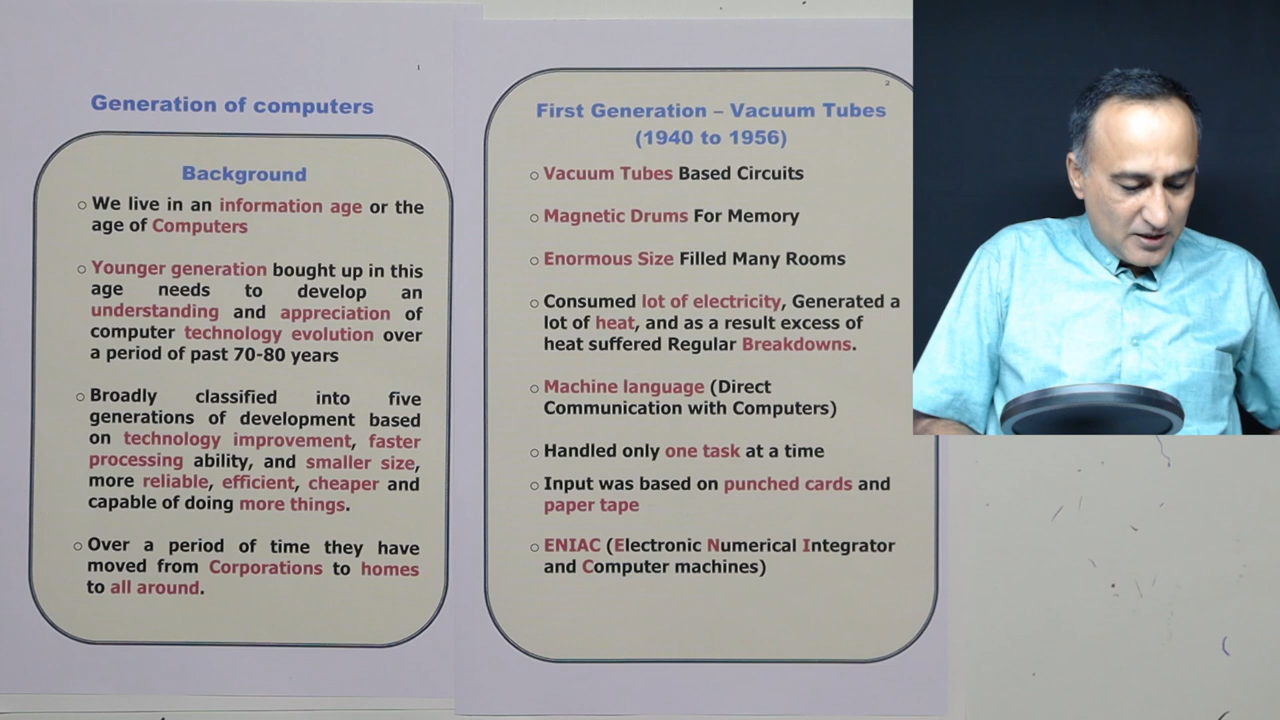 1
Generation of computers
Background
○ We live in an information age or the
age of Computers
○ Younger generation bought up in this
age needs to develop an
understanding and appreciation of
computer technology evolution over
a period of past 70-80 years
○ Broadly classified into five
generations of development based
on technology improvement, faster
processing ability, and smaller size,
more reliable, efficient, cheaper and
capable of doing more things.
○ Over a period of time they have
moved from Corporations to homes
to all around.
2
First Generation – Vacuum Tubes
(1940 to 1956)
○ Vacuum Tubes Based Circuits
○ Magnetic Drums For Memory
○ Enormous Size Filled Many Rooms
○ Consumed lot of electricity, Generated a
lot of heat, and as a result excess of
heat suffered Regular Breakdowns.
○ Machine language (Direct
Communication with Computers)
○ Handled only one task at a time
○ Input was based on punched cards and
paper tape
○ ENIAC (Electronic Numerical Integrator
and Computer machines)